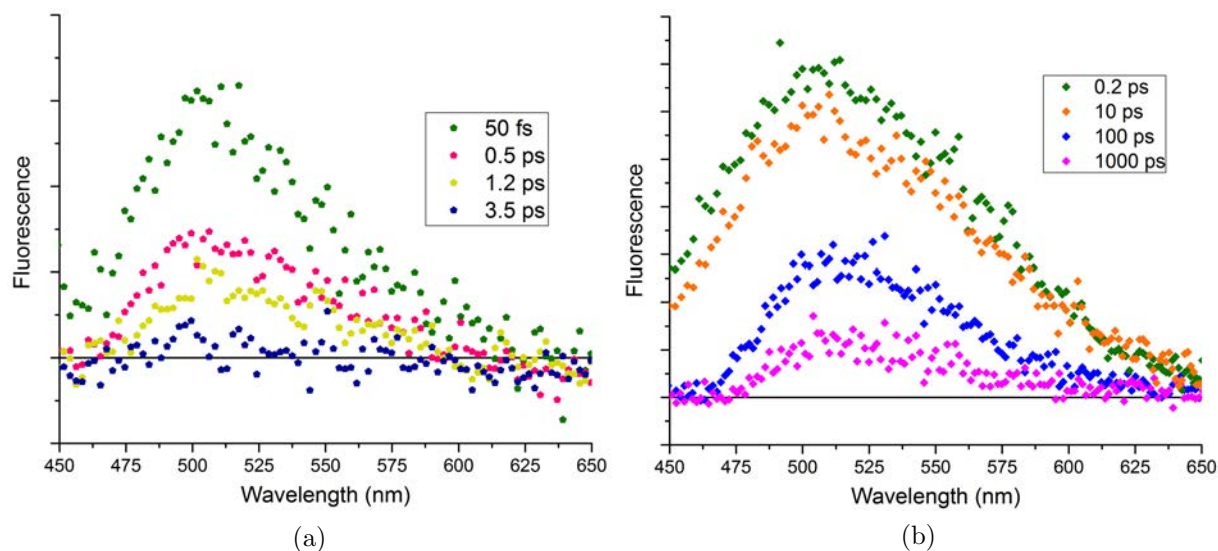 Fluorescence
50 fs
0.5 ps
1.2 ps
3.5 ps
450 475 500 525 550 575 600 625 650
Wavelength (nm)
(a)
Fluorescence
0.2 ps
10 ps
100 ps
1000 ps
450 475 500 525 550 575 600 625 650
Wavelength (nm)
(b)